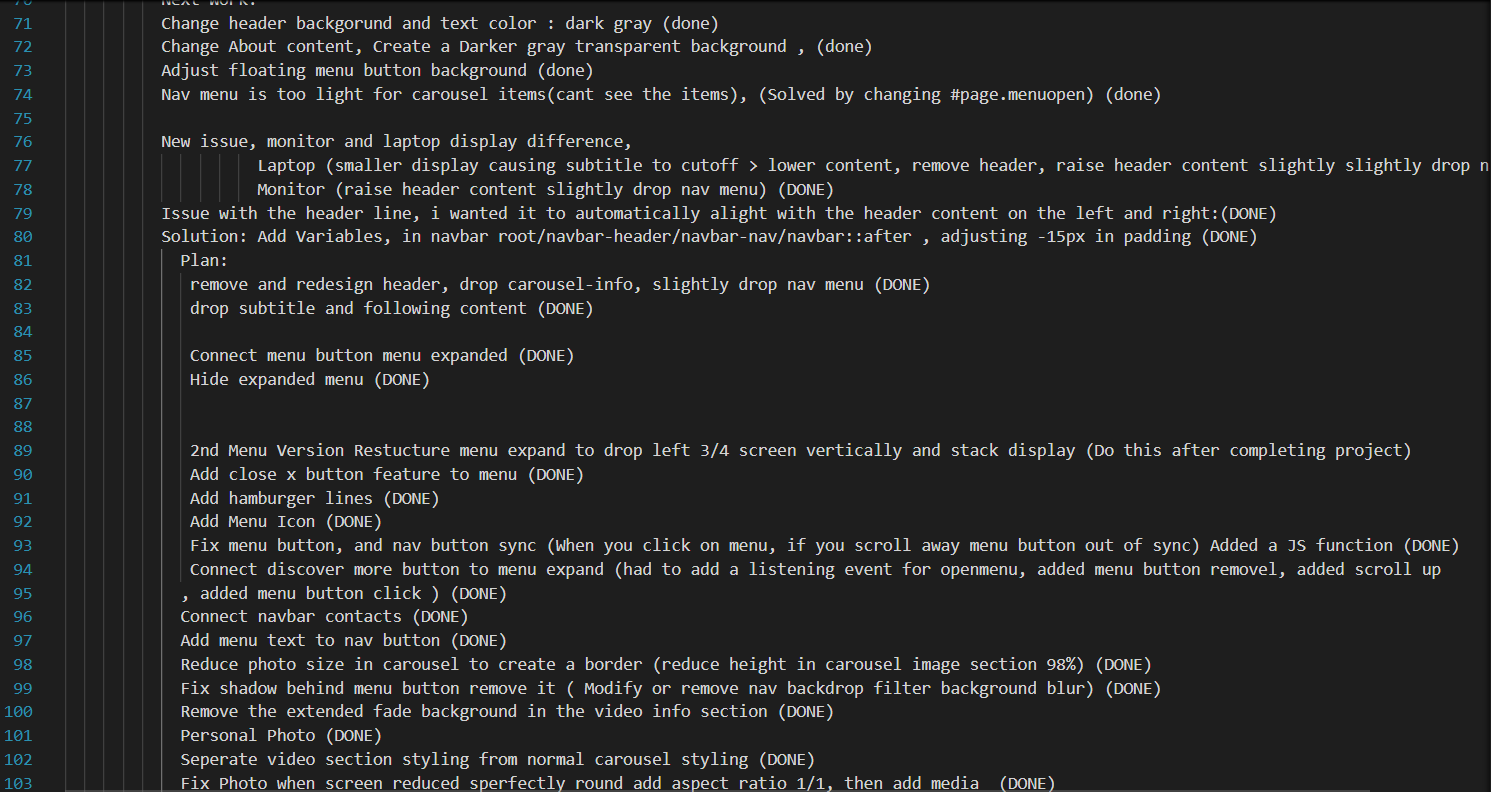 70 Next Work:
71 Change header backgorund and text color : dark gray (done)
72 Change About content, Create a Darker gray transparent background , (done)
73 Adjust floating menu button background (done)
74 Nav menu is too light for carousel items(cant see the items), (Solved by changing #page.menuopen) (done)
75
76 New issue, monitor and laptop display difference,
77 Laptop (smaller display causing subtitle to cutoff > lower content, remove header, raise header content slightly slightly drop n
78 Monitor (raise header content slightly drop nav menu) (DONE)
79 Issue with the header line, i wanted it to automatically alight with the header content on the left and right:(DONE)
80 Solution: Add Variables, in navbar root/navbar-header/navbar-nav/navbar::after , adjusting -15px in padding (DONE)
81 Plan:
82 remove and redesign header, drop carousel-info, slightly drop nav menu (DONE)
83 drop subtitle and following content (DONE)
84
85 Connect menu button menu expanded (DONE)
86 Hide expanded menu (DONE)
87
88
89 2nd Menu Version Restucture menu expand to drop left 3/4 screen vertically and stack display (Do this after completing project)
90 Add close x button feature to menu (DONE)
91 Add hamburger lines (DONE)
92 Add Menu Icon (DONE)
93 Fix menu button, and nav button sync (When you click on menu, if you scroll away menu button out of sync) Added a JS function (DONE)
94 Connect discover more button to menu expand (had to add a listening event for openmenu, added menu button removel, added scroll up
95 , added menu button click ) (DONE)
96 Connect navbar contacts (DONE)
97 Add menu text to nav button (DONE)
98 Reduce photo size in carousel to create a border (reduce height in carousel image section 98%) (DONE)
99 Fix shadow behind menu button remove it ( Modify or remove nav backdrop filter background blur) (DONE)
100 Remove the extended fade background in the video info section (DONE)
101 Personal Photo (DONE)
102 Seperate video section styling from normal carousel styling (DONE)
103 Fix Photo when screen reduced sperfectly round add aspect ratio 1/1, then add media  (DONE)